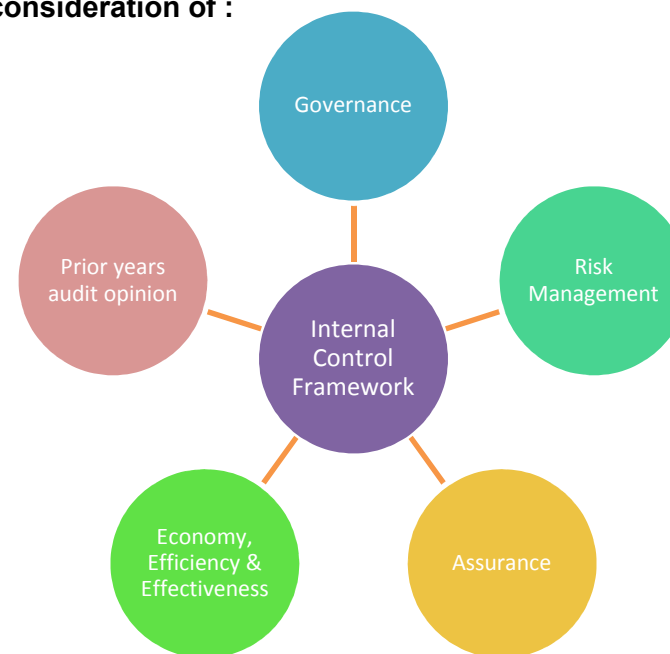 consideration of :
Governance
Prior years
audit opinion
Risk
Management
Internal
Control
Framework
Economy,
Efficiency &
Effectiveness
Assurance